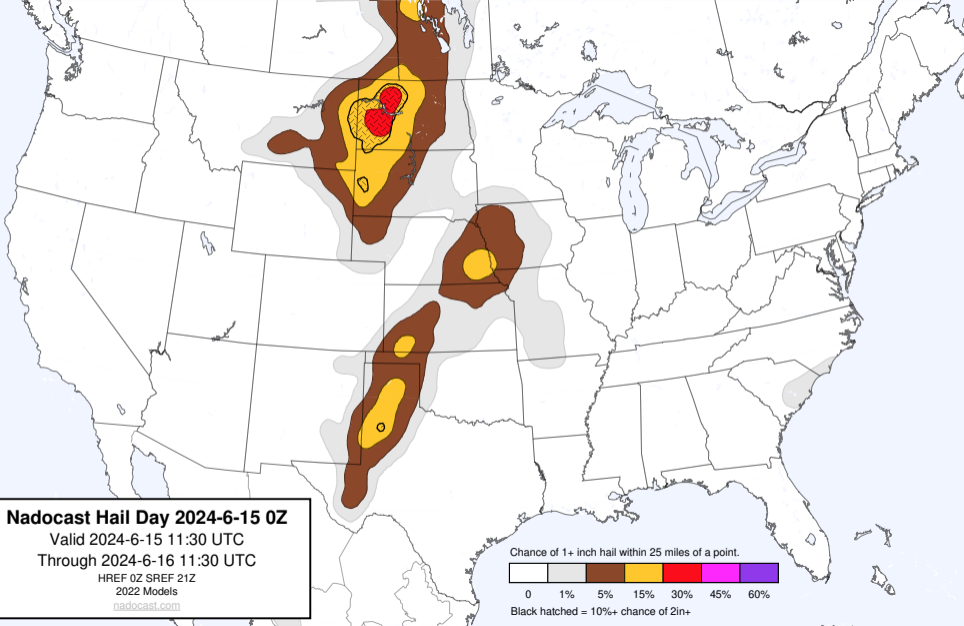 Nadocast Hail Day 2024-6-15 0Z
Valid 2024-6-15 11:30 UTC
Through 2024-6-16 11:30 UTC
HREF 0Z SREF 21Z
2022 Models
nadocast.com
Chance of 1+ inch hail within 25 miles of a point.
0 1% 5% 15% 30% 45% 60%
Black hatched = 10%+ chance of 2in+